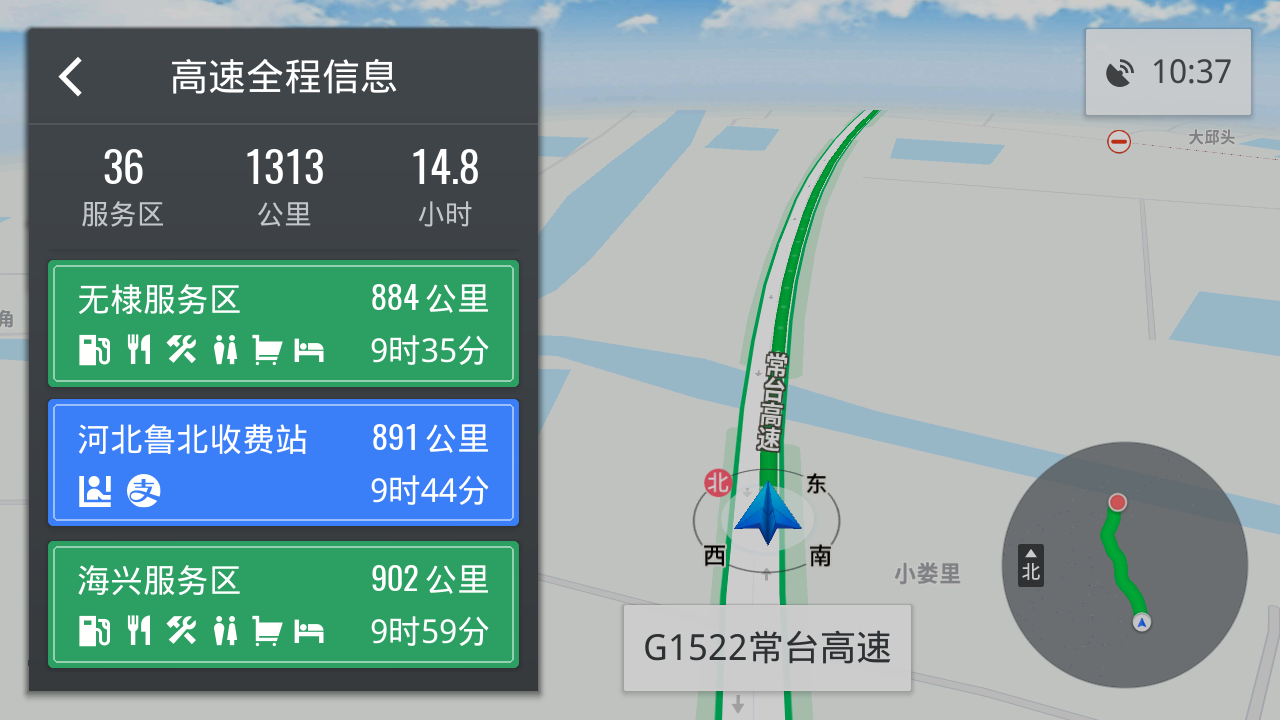 高速全程信息
36
服务区
1313
公里
14.8
小时
无棣服务区
884 公里
9时35分
河北鲁北收费站
891 公里
支
9时44分
海兴服务区
902 公里
9时59分
10:37
大邱头
角
常台高速
北
东
西
南
小娄里
北
G1522常台高速